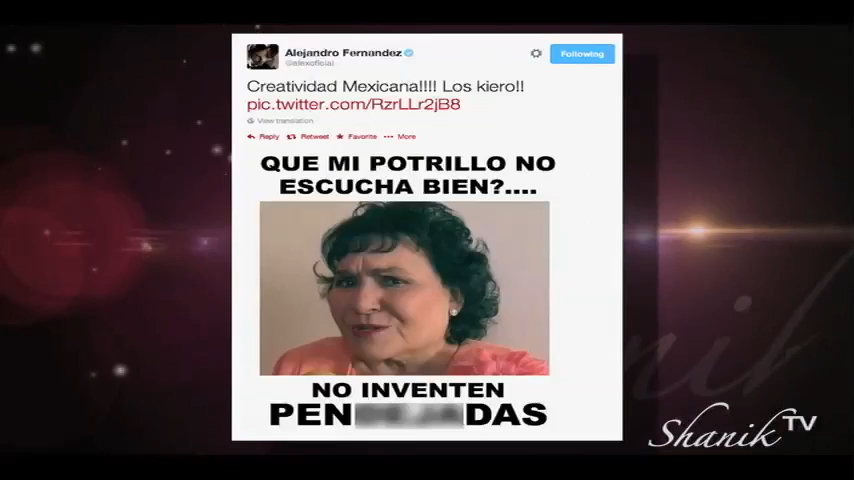 Alejandro Fernandez
@alexoficial
Following
Creatividad Mexicana!!!! Los kiero!!
pic.twitter.com/RzrLLr2jB8
View translation
Reply Retweet Favorite More
QUE MI POTRILLO NO
ESCUCHA BIEN?....
NO INVENTEN
PEN DAS
Shanik TV